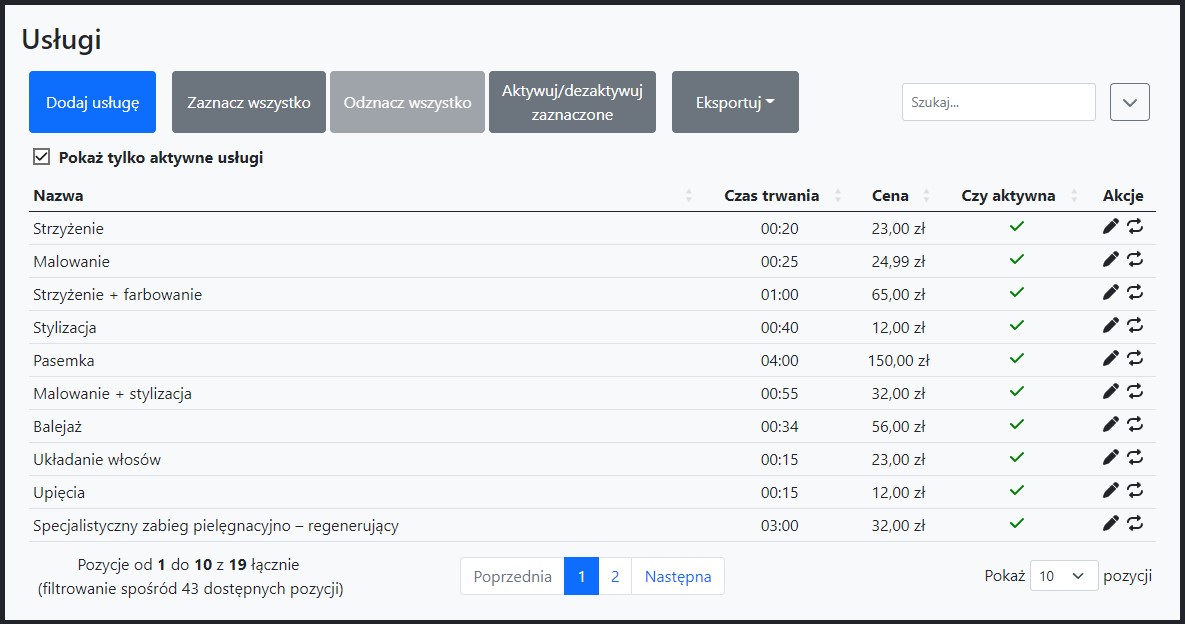 Usługi
Dodaj usługę Zaznacz wszystko Odznacz wszystko Aktywuj/dezaktywuj zaznaczone Eksportuj Szukaj...
Pokaż tylko aktywne usługi
Nazwa Czas trwania Cena Czy aktywna Akcje
Strzyżenie 00:20 23,00 zł
Malowanie 00:25 24,99 zł
Strzyżenie + farbowanie 01:00 65,00 zł
Stylizacja 00:40 12,00 zł
Pasemka 04:00 150,00 zł
Malowanie + stylizacja 00:55 32,00 zł
Balejaż 00:34 56,00 zł
Układanie włosów 00:15 23,00 zł
Upięcia 00:15 12,00 zł
Specjalistyczny zabieg pielęgnacyjno – regenerujący 03:00 32,00 zł
Pozycje od 1 do 10 z 19 łącznie
(filtrowanie spośród 43 dostępnych pozycji)
Poprzednia 1 2 Następna
Pokaż 10 pozycji